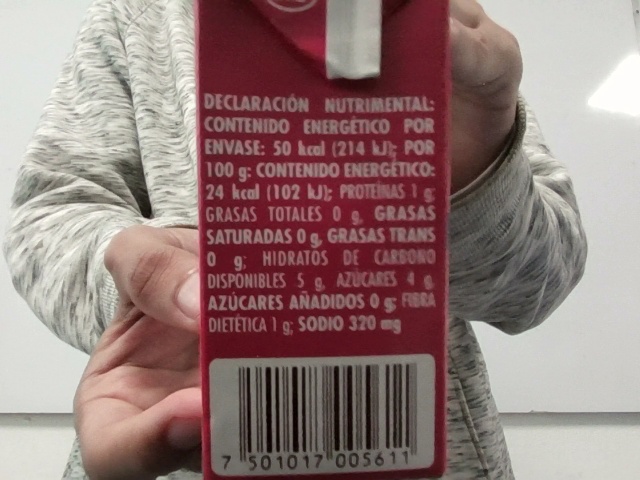 DECLARACIÓN NUTRIMENTAL:
CONTENIDO ENERGÉTICO POR
ENVASE: 50 kcal (214 kJ); POR
100 g: CONTENIDO ENERGÉTICO:
24 kcal (102 kJ); PROTEÍNAS 1 g;
GRASAS TOTALES 0 g, GRASAS
SATURADAS 0 g, GRASAS TRANS
0 g; HIDRATOS DE CARBONO
DISPONIBLES 5 g, AZÚCARES 4 g,
AZÚCARES AÑADIDOS 0 g; FIBRA
DIETÉTICA 1 g; SODIO 320 mg
7 501017 005611